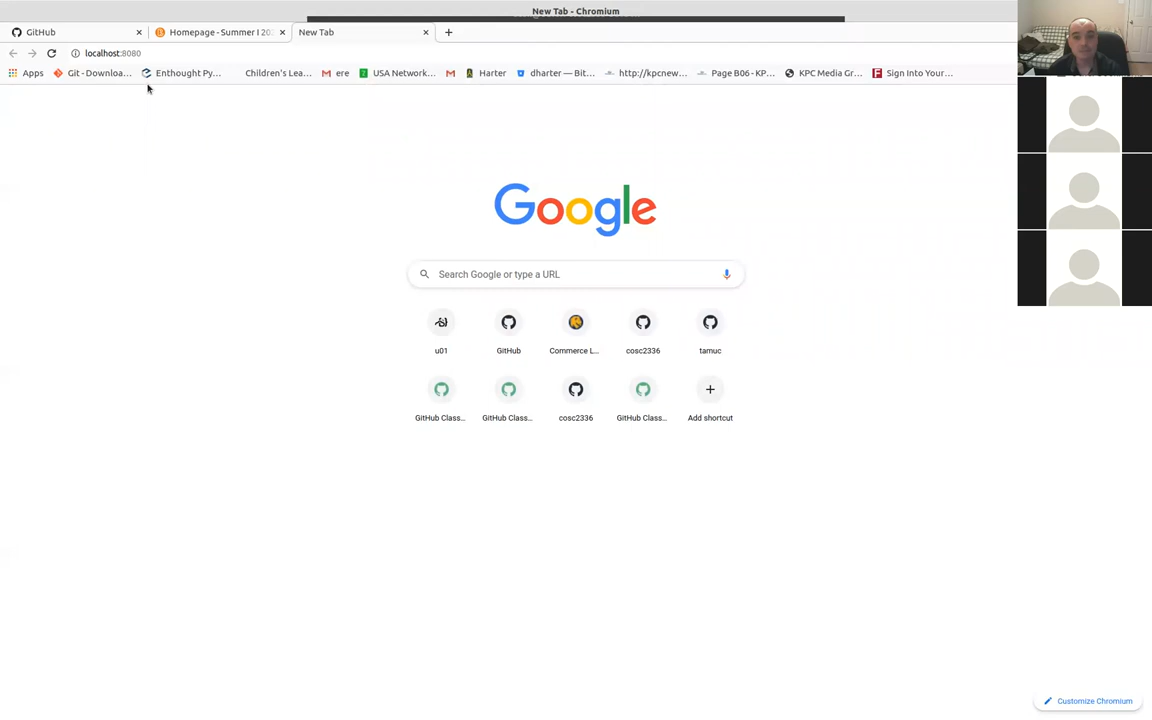 New Tab - Chromium
GitHub
Homepage - Summer I 202
New Tab
localhost:8080
Apps
Git - Downloa...
Enthought Py...
Children's Lea...
ere
USA Network...
Harter
dharter — Bit...
http://kpcnew...
Page B06 - KP...
KPC Media Gr...
Sign Into Your...
Google
Search Google or type a URL
u01
GitHub
Commerce L...
cosc2336
tamuc
GitHub Class...
GitHub Class...
cosc2336
GitHub Class...
Add shortcut
Customize Chromium